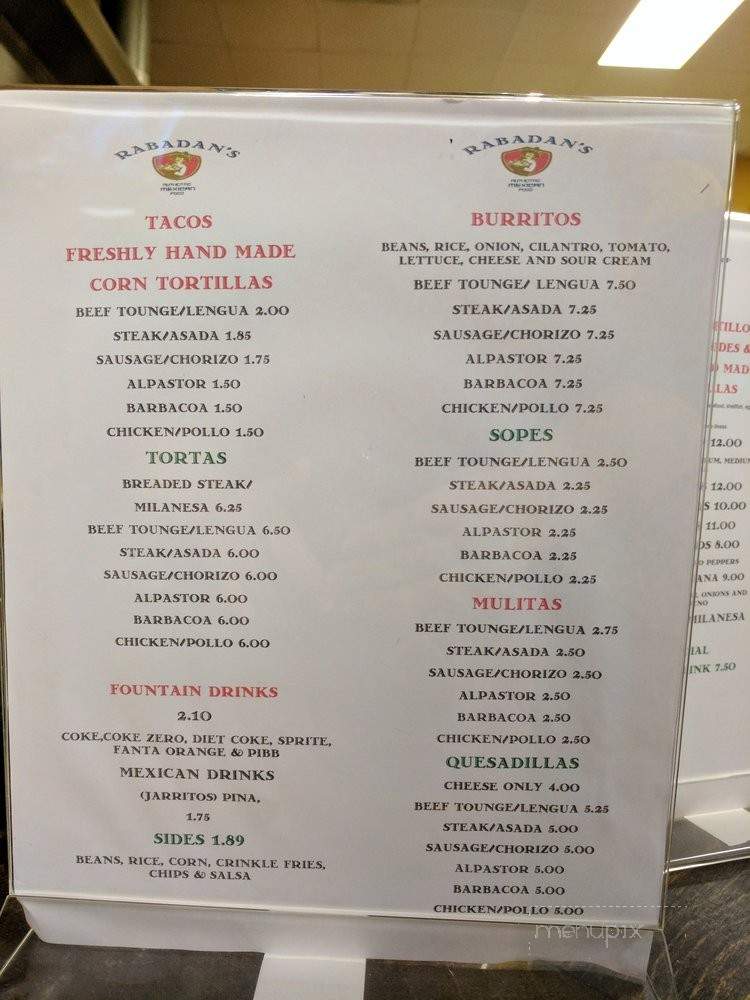 RABADAN'S
AUTHENTIC
MEXICAN
FOOD
TACOS
FRESHLY HAND MADE
CORN TORTILLAS
BEEF TOUNGE/LENGUA 2.00
STEAK/ASADA 1.85
SAUSAGE/CHORIZO 1.75
ALPASTOR 1.50
BARBACOA 1.50
CHICKEN/POLLO 1.50
TORTAS
BREADED STEAK/
MILANESA 6.25
BEEF TOUNGE/LENGUA 6.50
STEAK/ASADA 6.00
SAUSAGE/CHORIZO 6.00
ALPASTOR 6.00
BARBACOA 6.00
CHICKEN/POLLO 6.00
FOUNTAIN DRINKS
2.10
COKE,COKE ZERO, DIET COKE, SPRITE,
FANTA ORANGE & PIBB
MEXICAN DRINKS
(JARRITOS) PINA,
1.75
SIDES 1.89
BEANS, RICE, CORN, CRINKLE FRIES,
CHIPS & SALSA
RABADAN'S
AUTHENTIC
MEXICAN
FOOD
BURRITOS
BEANS, RICE, ONION, CILANTRO, TOMATO,
LETTUCE, CHEESE AND SOUR CREAM
BEEF TOUNGE/ LENGUA 7.50
STEAK/ASADA 7.25
SAUSAGE/CHORIZO 7.25
ALPASTOR 7.25
BARBACOA 7.25
CHICKEN/POLLO 7.25
SOPES
BEEF TOUNGE/LENGUA 2.50
STEAK/ASADA 2.25
SAUSAGE/CHORIZO 2.25
ALPASTOR 2.25
BARBACOA 2.25
CHICKEN/POLLO 2.25
MULITAS
BEEF TOUNGE/LENGUA 2.75
STEAK/ASADA 2.50
SAUSAGE/CHORIZO 2.50
ALPASTOR 2.50
BARBACOA 2.50
CHICKEN/POLLO 2.50
QUESADILLAS
CHEESE ONLY 4.00
BEEF TOUNGE/LENGUA 5.25
STEAK/ASADA 5.00
SAUSAGE/CHORIZO 5.00
ALPASTOR 5.00
BARBACOA 5.00
CHICKEN/POLLO 5.00
12.00
12.00
10.00
11.00
8.00
PEPPERS
9.00
ONIONS AND
MILANESA
7.50
menupix